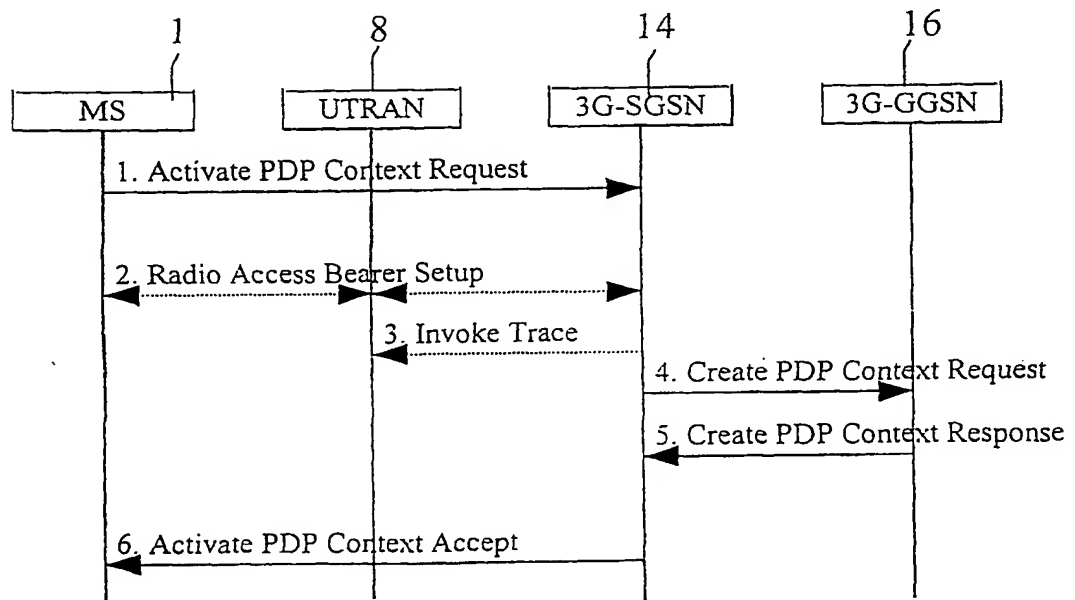 1 8 14 16
MS UTRAN 3G-SGSN 3G-GGSN
1. Activate PDP Context Request
2. Radio Access Bearer Setup
3. Invoke Trace
4. Create PDP Context Request
5. Create PDP Context Response
6. Activate PDP Context Accept